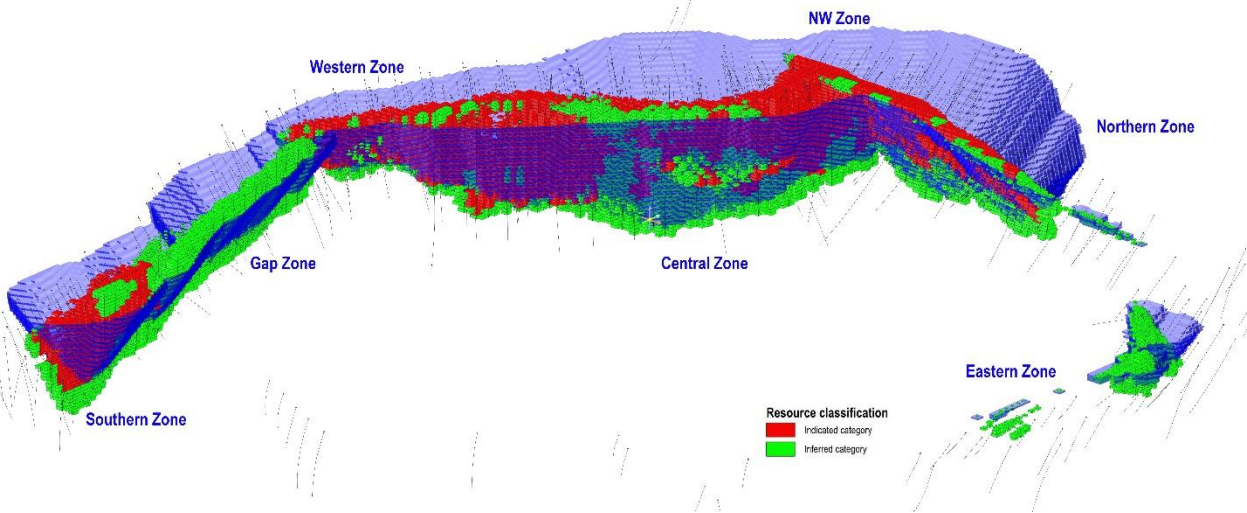 NW Zone
Western Zone
Northern Zone
Gap Zone
Central Zone
Eastern Zone
Southern Zone
Resource classification
Indicated category
Inferred category